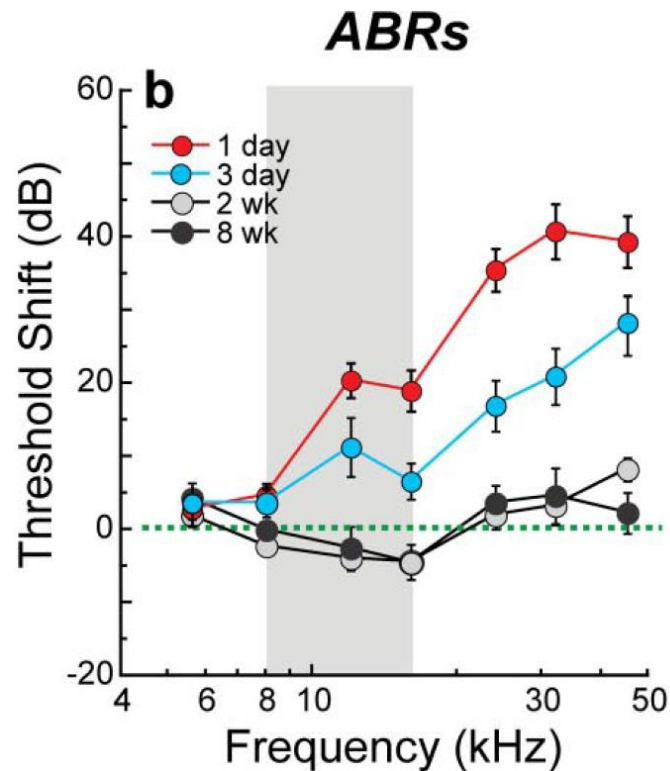 ABRs
b
1 day
3 day
2 wk
8 wk
Threshold Shift (dB)
60
40
20
0
-20
4 6 8 10 30 50
Frequency (kHz)